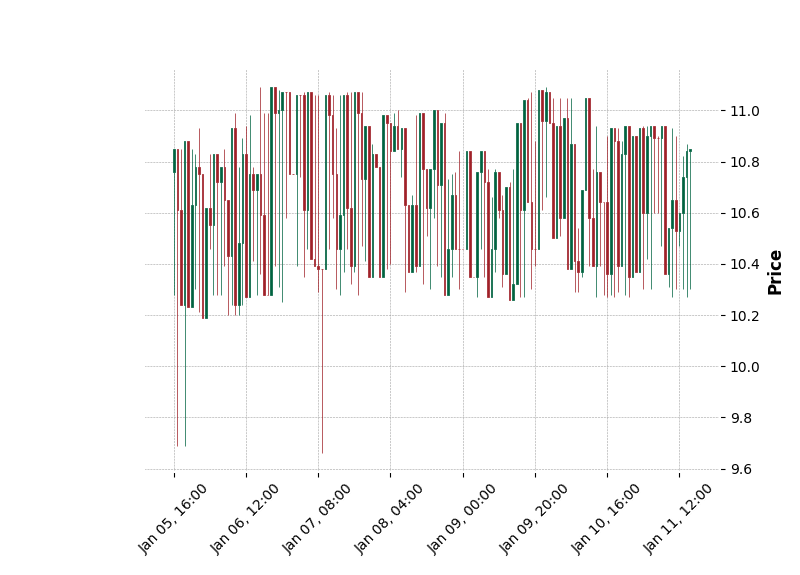 11.0
10.8
10.6
10.4
10.2
10.0
9.8
9.6
Price
Jan 05, 16:00
Jan 06, 12:00
Jan 07, 08:00
Jan 08, 04:00
Jan 09, 00:00
Jan 09, 20:00
Jan 10, 16:00
Jan 11, 12:00